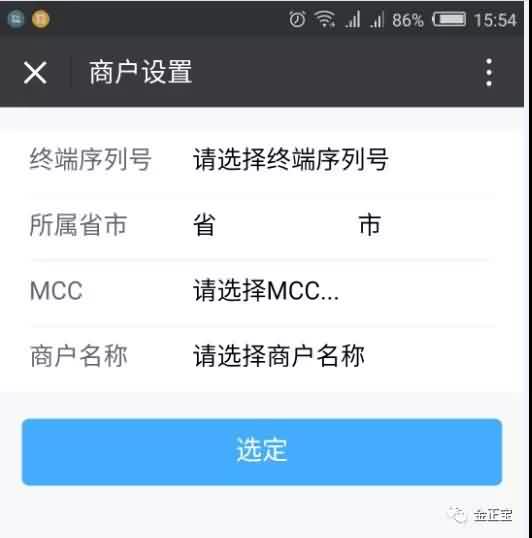 86% 15:54
商户设置
终端序列号 请选择终端序列号
所属省市 省 市
MCC 请选择MCC...
商户名称 请选择商户名称
选定
金正宝